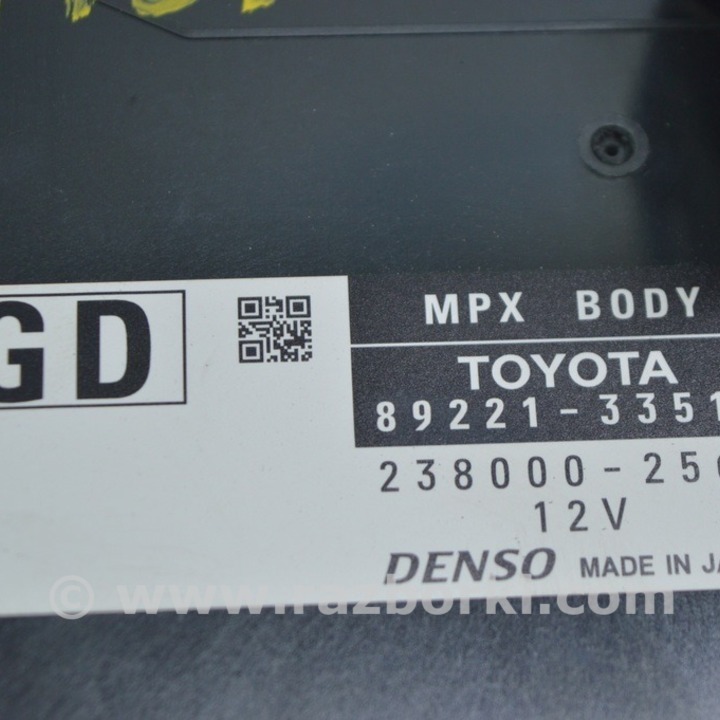 GD
MPX BODY
TOYOTA
89221-3351
238000-25
12V
DENSO MADE IN JA
© www.razborki.com